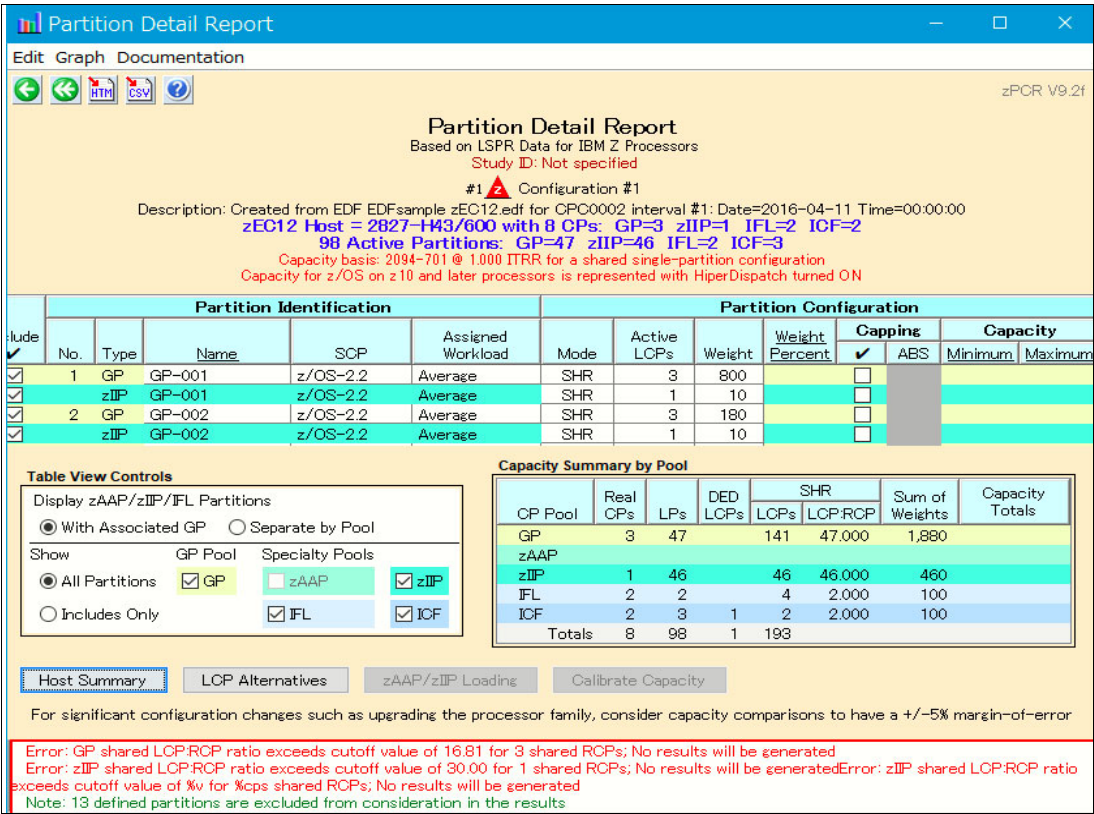 Partition Detail Report
Edit Graph Documentation
HTM CSV ? zPCR V9.2f
Partition Detail Report
Based on LSPR Data for IBM Z Processors
Study ID: Not specified
#1 z Configuration #1
Description: Created from EDF EDFsample zEC12.edf for CPC0002 interval #1: Date=2016-04-11 Time=00:00:00
zEC12 Host = 2827-H43/600 with 8 CPs: GP=3 zIIP=1 IFL=2 ICF=2
98 Active Partitions: GP=47 zIIP=46 IFL=2 ICF=3
Capacity basis: 2094-701 @ 1.000 ITRR for a shared single-partition configuration
Capacity for z/OS on z10 and later processors is represented with HiperDispatch turned ON
Partition Identification Partition Configuration
clude Assigned Active Weight Capping Capacity
✔ No. Type Name SCP Workload Mode LCPs Weight Percent ✔ ABS Minimum Maximum
1 GP GP-001 z/OS-2.2 Average SHR 3 800
zIIP GP-001 z/OS-2.2 Average SHR 1 10
2 GP GP-002 z/OS-2.2 Average SHR 3 180
zIIP GP-002 z/OS-2.2 Average SHR 1 10
Table View Controls
Display zAAP/zIIP/IFL Partitions
With Associated GP Separate by Pool
Show GP Pool Specialty Pools
All Partitions GP zAAP zIIP
Includes Only IFL ICF
Capacity Summary by Pool
Real DED SHR Sum of Capacity
CP Pool CPs LPs LCPs LCPs LCP:RCP Weights Totals
GP 3 47 141 47.000 1,880
zAAP
zIIP 1 46 46 46.000 460
IFL 2 2 4 2.000 100
ICF 2 3 1 2 2.000 100
Totals 8 98 1 193
Host Summary LCP Alternatives zAAP/zIIP Loading Calibrate Capacity
For significant configuration changes such as upgrading the processor family, consider capacity comparisons to have a +/-5% margin-of-error
Error: GP shared LCP:RCP ratio exceeds cutoff value of 16.81 for 3 shared RCPs; No results will be generated
Error: zIIP shared LCP:RCP ratio exceeds cutoff value of 30.00 for 1 shared RCPs; No results will be generatedError: zIIP shared LCP:RCP ratio
exceeds cutoff value of %v for %cps shared RCPs; No results will be generated
Note: 13 defined partitions are excluded from consideration in the results